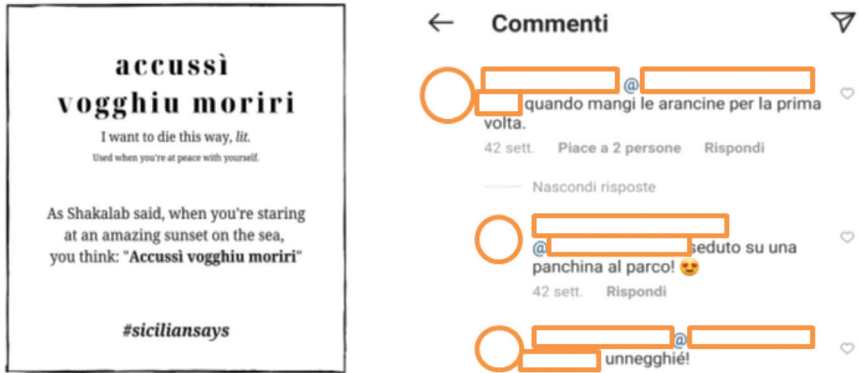 accussì
vogghiu moriri
I want to die this way, lit.
Used when you're at peace with yourself.
As Shakalab said, when you're staring
at an amazing sunset on the sea,
you think: "Accussì vogghiu moriri"
#siciliansays
Commenti
@
quando mangi le arancine per la prima
volta.
42 sett. Piace a 2 persone Rispondi
Nascondi risposte
@ seduto su una
panchina al parco! 😍
42 sett. Rispondi
@
unnegghié!